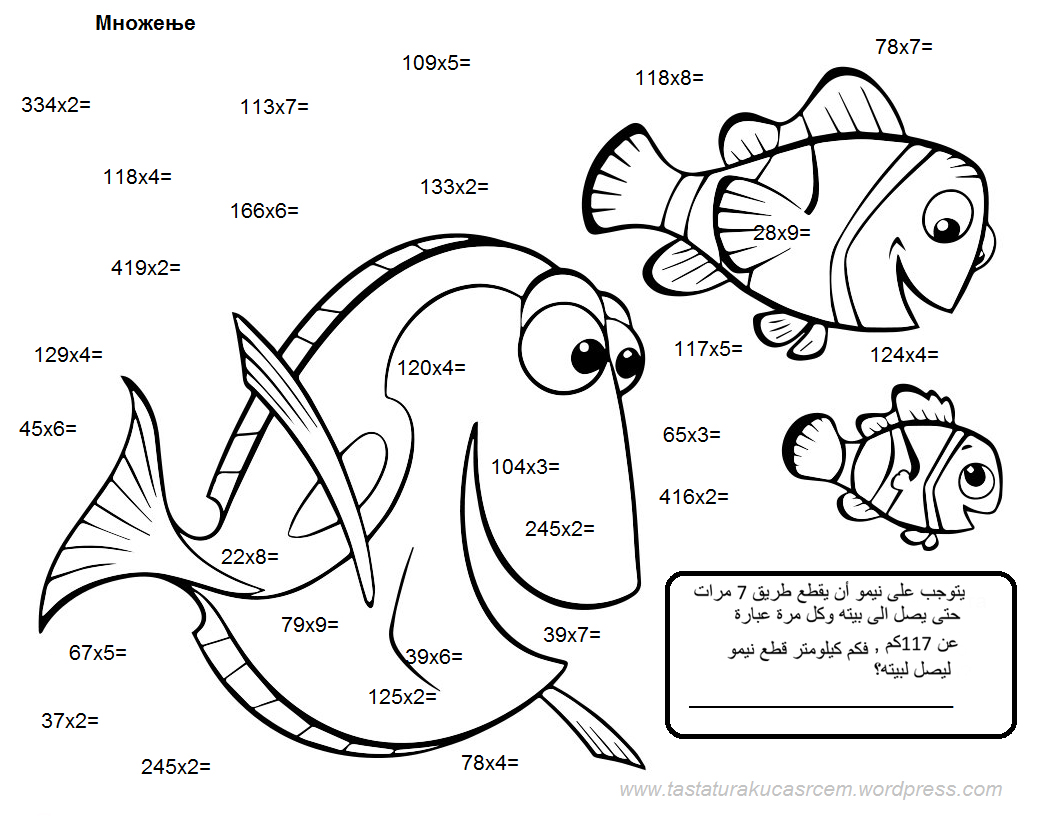 Множење
78x7=
109x5=
118x8=
334x2=
113x7=
118x4=
133x2=
166x6=
28x9=
419x2=
117x5=
129x4=
124x4=
120x4=
45x6=
65x3=
104x3=
416x2=
245x2=
22x8=
يتوجب على نيمو أن يقطع طريق 7 مرات
حتى يصل الى بيته وكل مرة عبارة
عن 117كم , فكم كيلومتر قطع نيمو
ليصل لبيته؟
79x9=
39x7=
67x5=
39x6=
125x2=
37x2=
78x4=
245x2=
www.tastaturakucasrcem.wordpress.com